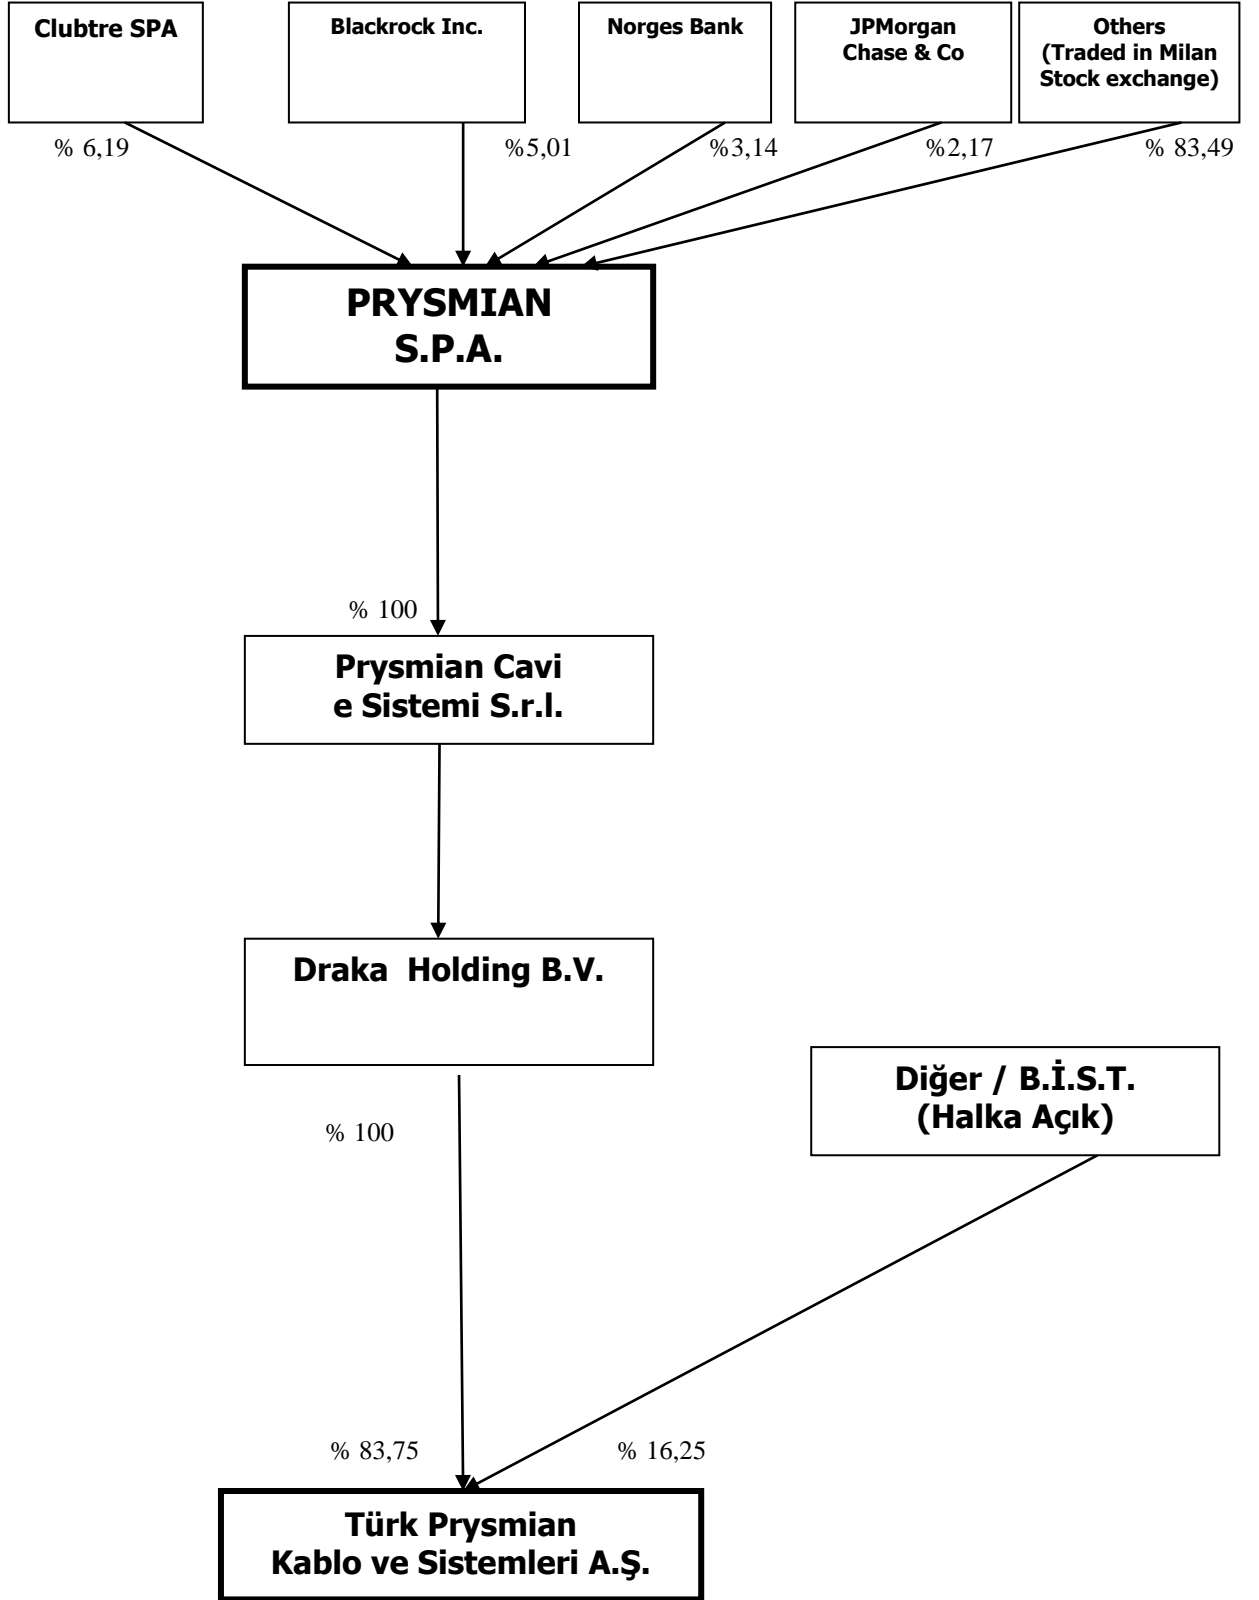 Clubtre SPA
Blackrock Inc.
Norges Bank
JPMorgan
Chase & Co
Others
(Traded in Milan
Stock exchange)
% 6,19
%5,01
%3,14
%2,17
% 83,49
PRYSMIAN
S.P.A.
% 100
Prysmian Cavi
e Sistemi S.r.l.
Draka Holding B.V.
Diğer / B.İ.S.T.
(Halka Açık)
% 100
% 83,75
% 16,25
Türk Prysmian
Kablo ve Sistemleri A.Ş.